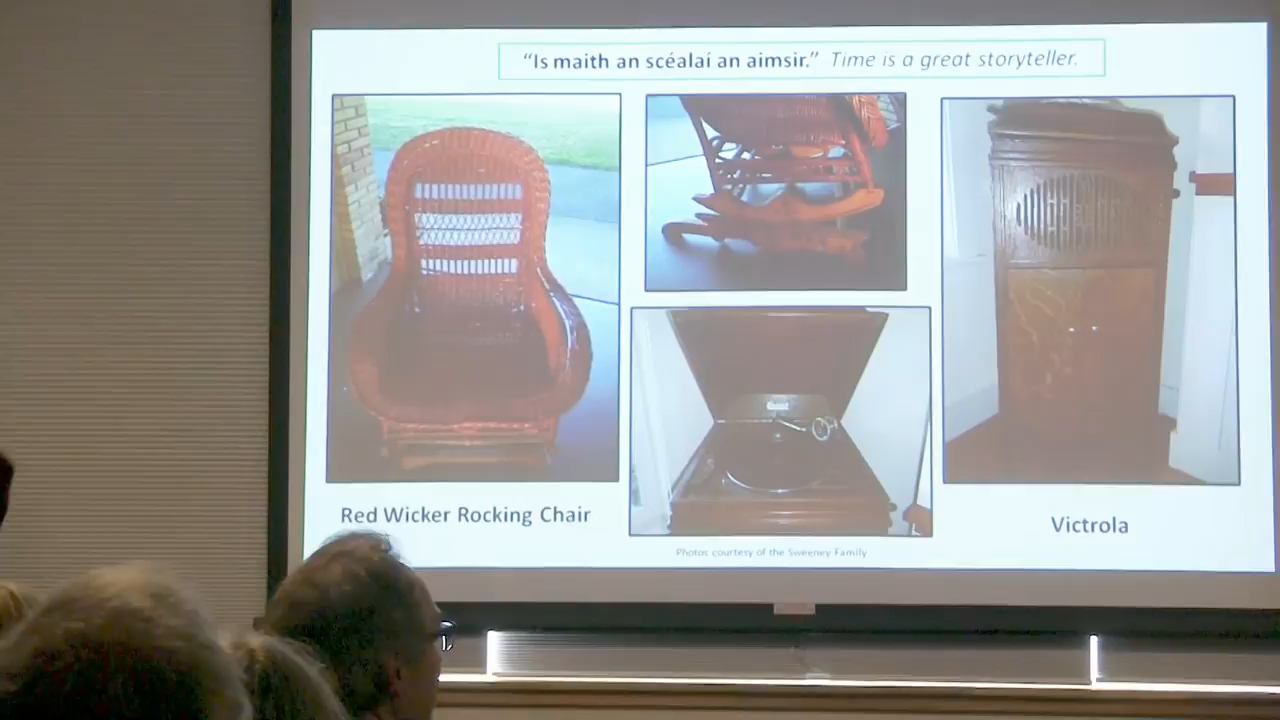 “Is maith an scéalaí an aimsir.” Time is a great storyteller.
Red Wicker Rocking Chair
Victrola
Photos courtesy of the Sweeney Family